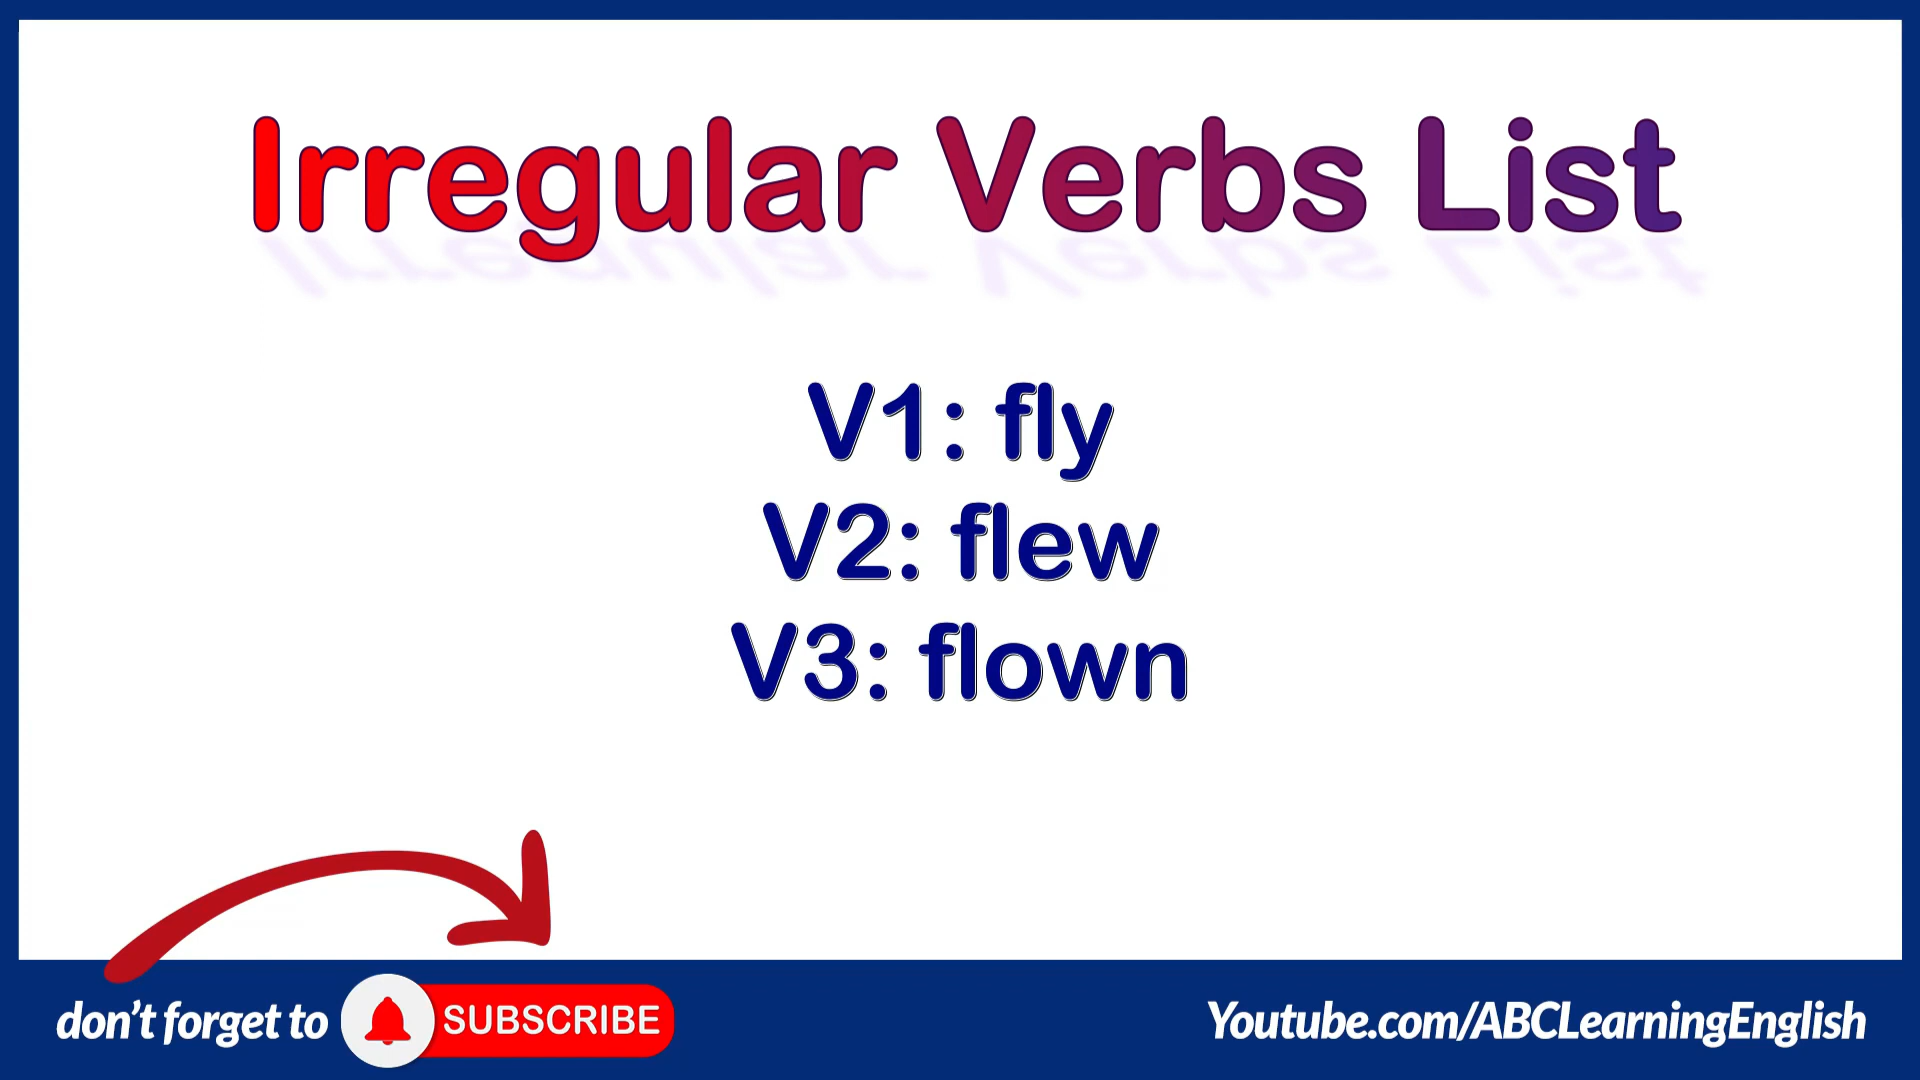 Irregular Verbs List
V1: fly
V2: flew
V3: flown
don't forget to SUBSCRIBE
Youtube.com/ABCLearningEnglish